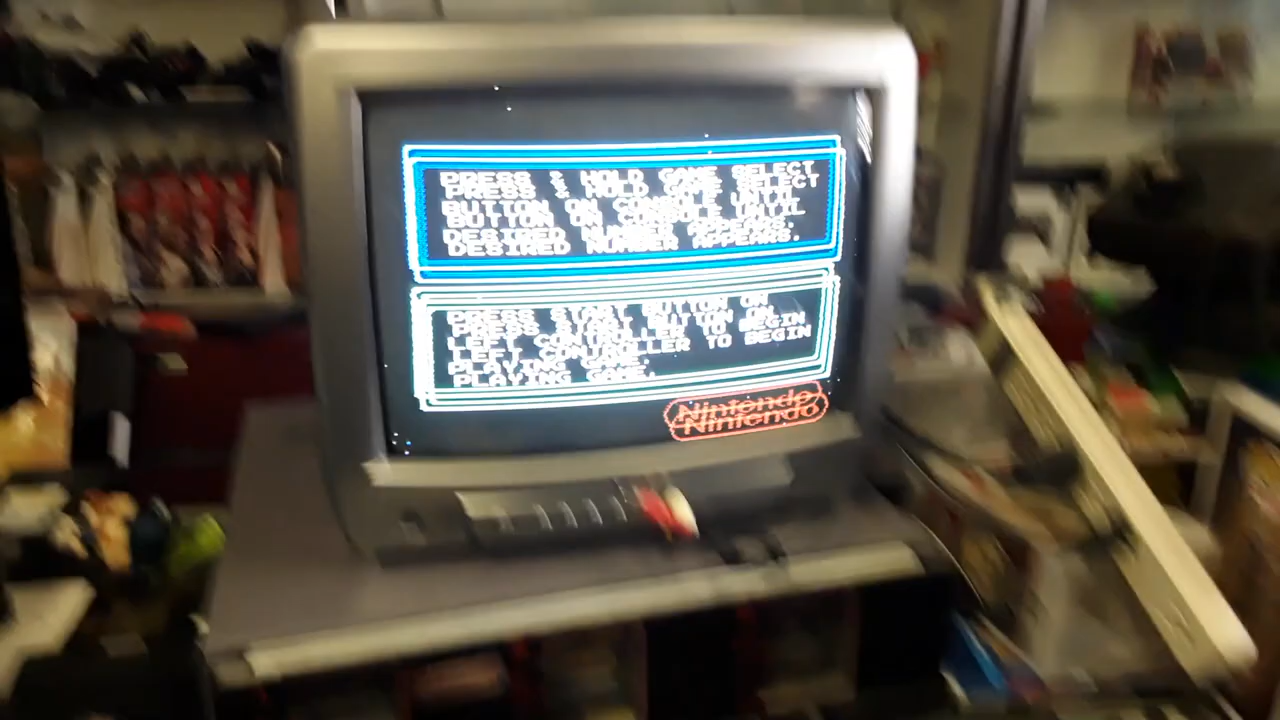 PRESS & HOLD GAME SELECT
BUTTON ON CONSOLE UNTIL
DESIRED NUMBER APPEARS.
PRESS START BUTTON ON
LEFT CONTROLLER TO BEGIN
PLAYING GAME.
Nintendo